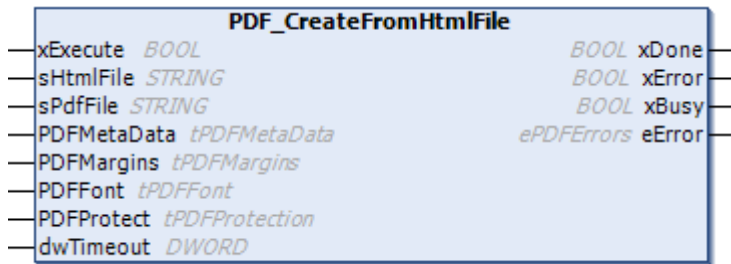 PDF_CreateFromHtmlFile
xExecute BOOL BOOL xDone
sHtmlFile STRING BOOL xError
sPdfFile STRING BOOL xBusy
PDFMetaData tPDFMetaData ePDFErrors eError
PDFMargins tPDFMargins
PDFFont tPDFFont
PDFProtect tPDFProtection
dwTimeout DWORD